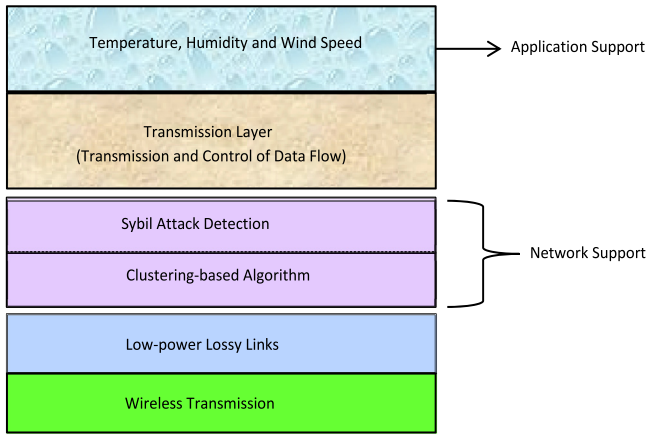 Temperature, Humidity and Wind Speed
Application Support
Transmission Layer
(Transmission and Control of Data Flow)
Sybil Attack Detection
Network Support
Clustering-based Algorithm
Low-power Lossy Links
Wireless Transmission